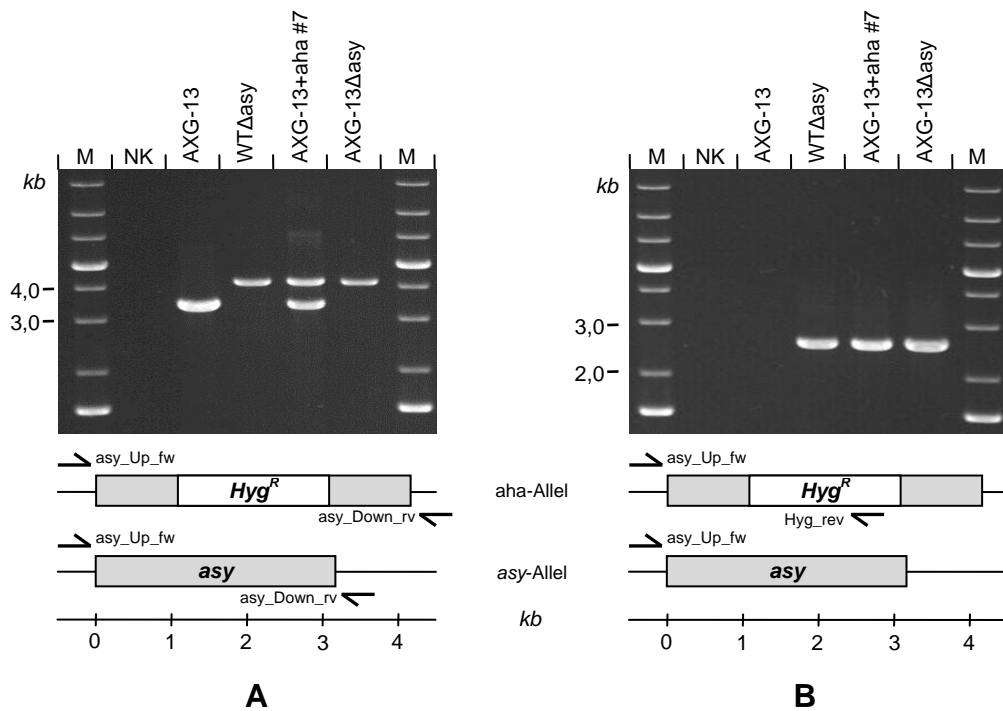 AXG-13
WTΔasy
AXG-13+aha #7
AXG-13Δasy
M NK M
kb
4,0
3,0
asy_Up_fw
Hyg^R
asy_Down_rv
asy_Up_fw
asy
asy_Down_rv
0 1 2 3 4
A
aha-Allel
asy-Allel
kb
AXG-13
WTΔasy
AXG-13+aha #7
AXG-13Δasy
M NK M
kb
3,0
2,0
asy_Up_fw
Hyg^R
Hyg_rev
asy_Up_fw
asy
0 1 2 3 4
B